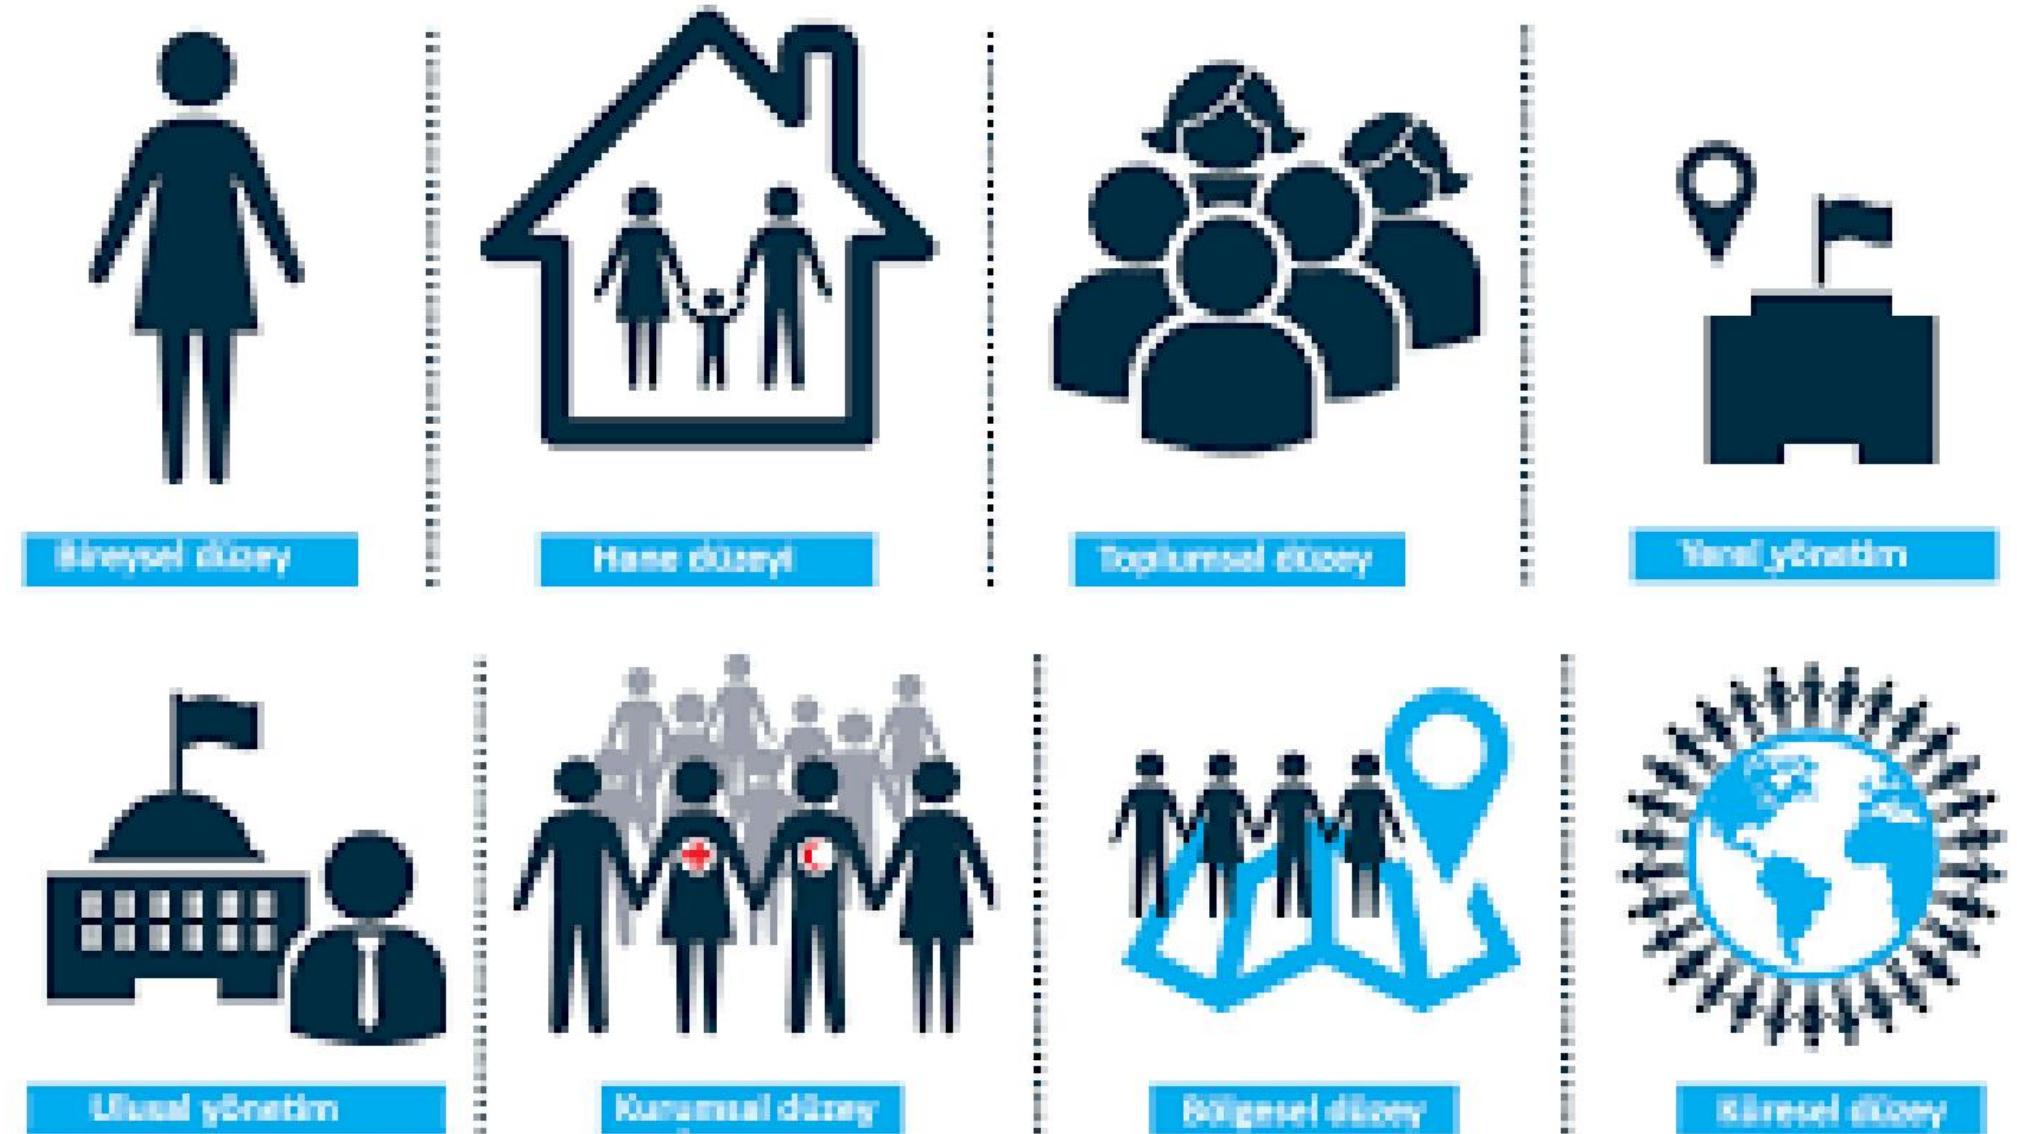 Bireysel düzey
Hane düzeyi
Toplumsal düzey
Yerel yönetim
Ulusal yönetim
Kurumsal düzey
Bölgesel düzey
Küresel düzey